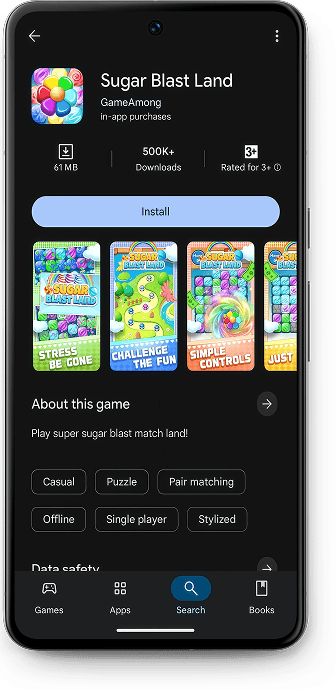 Sugar Blast Land
GameAmong
in-app purchases
61 MB
500K+
Downloads
3+
Rated for 3+
Install
SUGAR
BLAST LAND
STRESS
BE GONE
SUGAR
BLAST LAND
CHALLENGE
THE FUN
SUGAR
BLAST LAND
SIMPLE
CONTROLS
JUST
About this game
Play super sugar blast match land!
Casual
Puzzle
Pair matching
Offline
Single player
Stylized
Data safety
Games
Apps
Search
Books